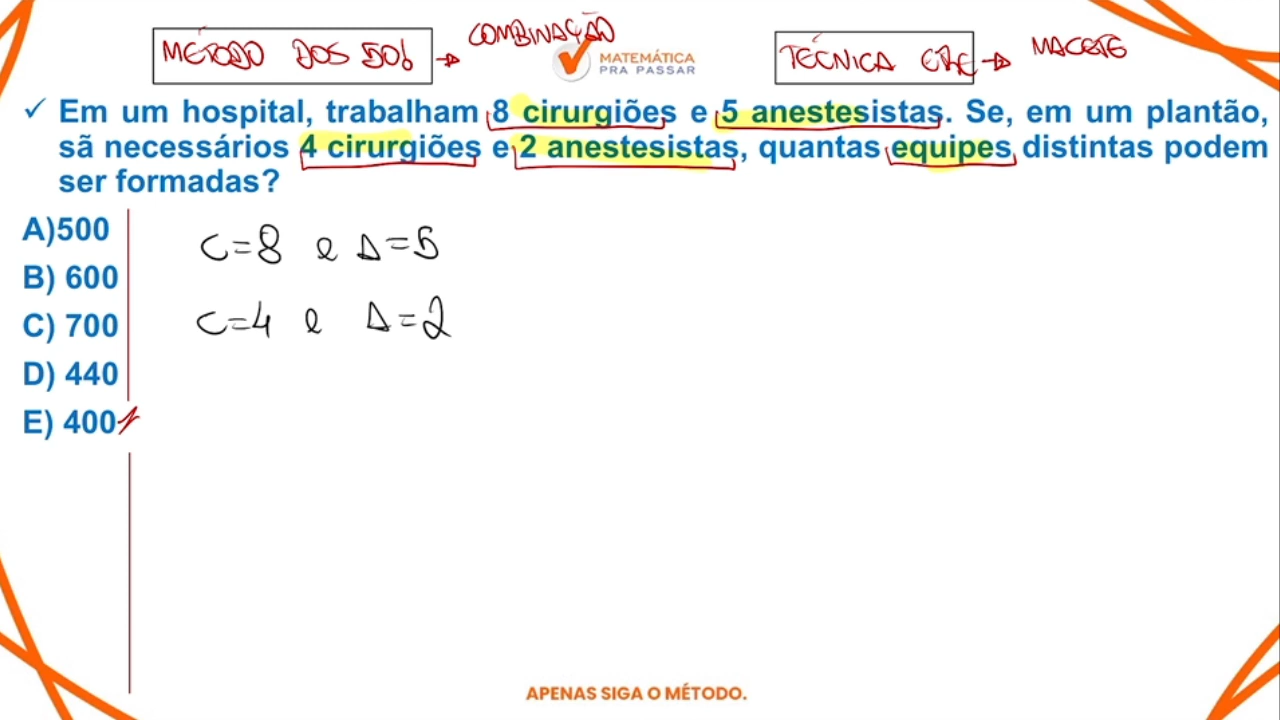 MÉTODO DOS 50! → COMBINAÇÃO
MATEMÁTICA
PRA PASSAR
TÉCNICA → MACETE
✓ Em um hospital, trabalham 8 cirurgiões e 5 anestesistas. Se, em um plantão,
sã necessários 4 cirurgiões e 2 anestesistas, quantas equipes distintas podem
ser formadas?
A)500
B) 600
C) 700
D) 440
E) 400
C=8 e A=5
C=4 e A=2
APENAS SIGA O MÉTODO.